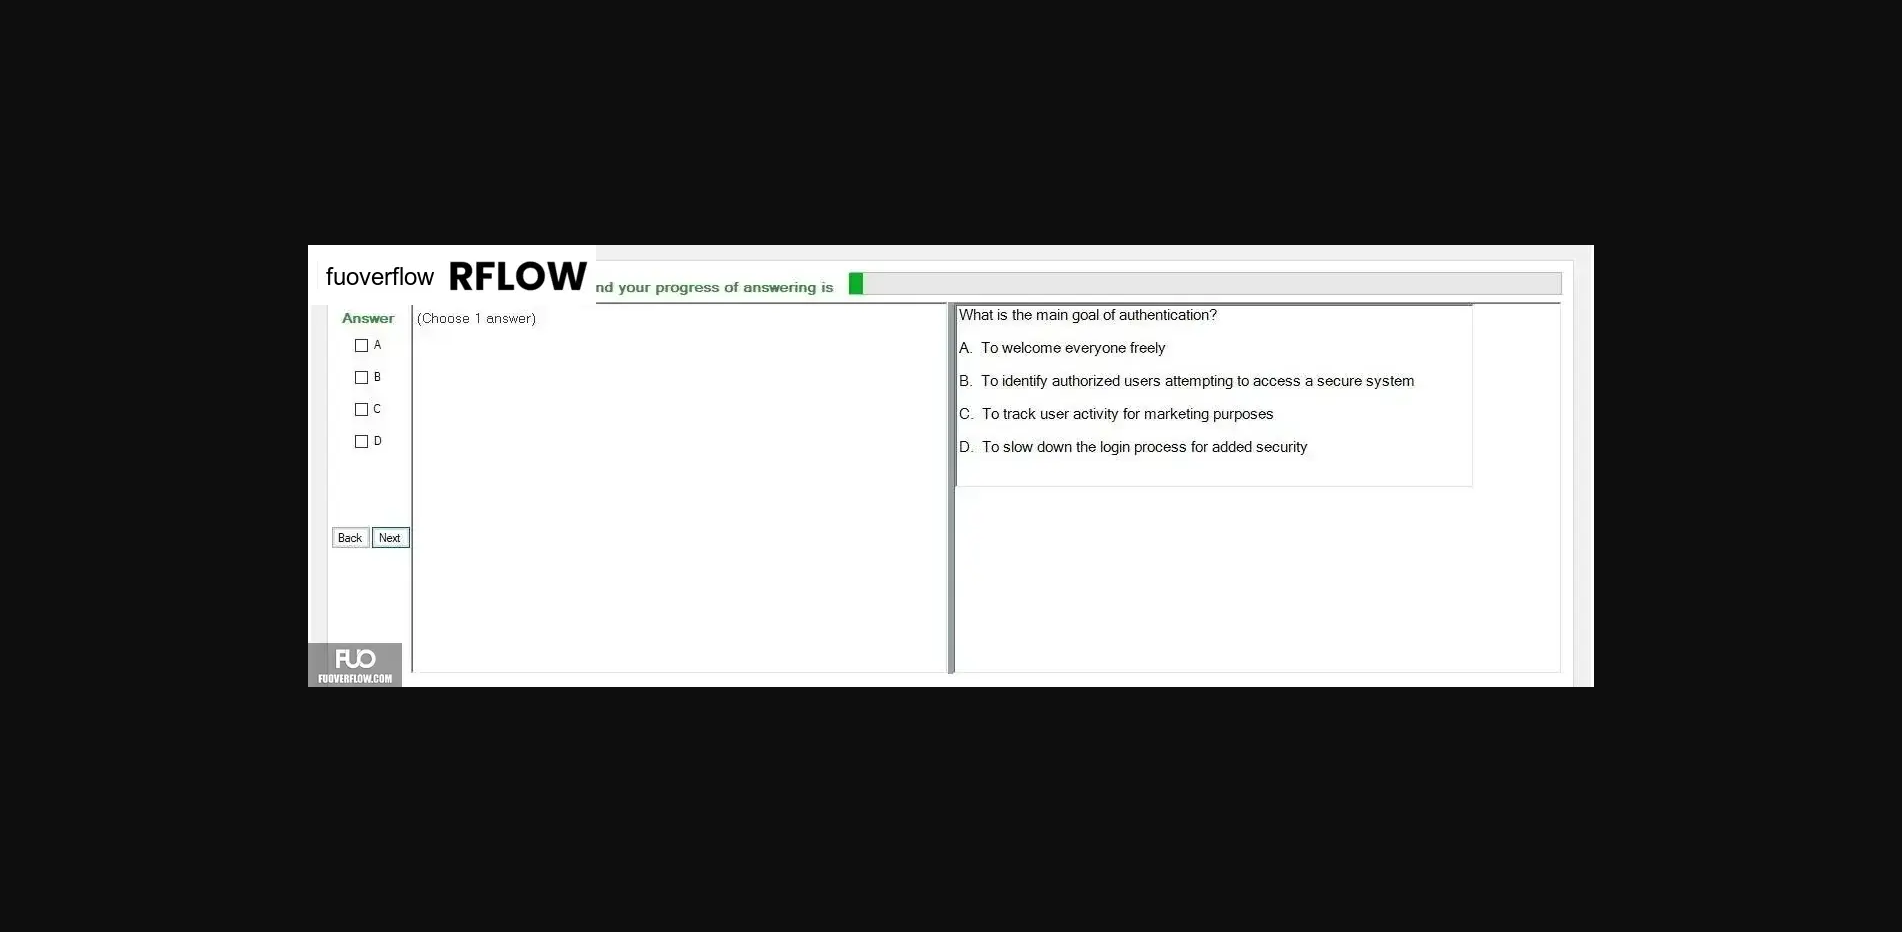 fuoverflow RFLOW
nd your progress of answering is
Answer
(Choose 1 answer)
A
B
C
D
Back
Next
What is the main goal of authentication?
A. To welcome everyone freely
B. To identify authorized users attempting to access a secure system
C. To track user activity for marketing purposes
D. To slow down the login process for added security
FUO
FUOVERFLOW.COM